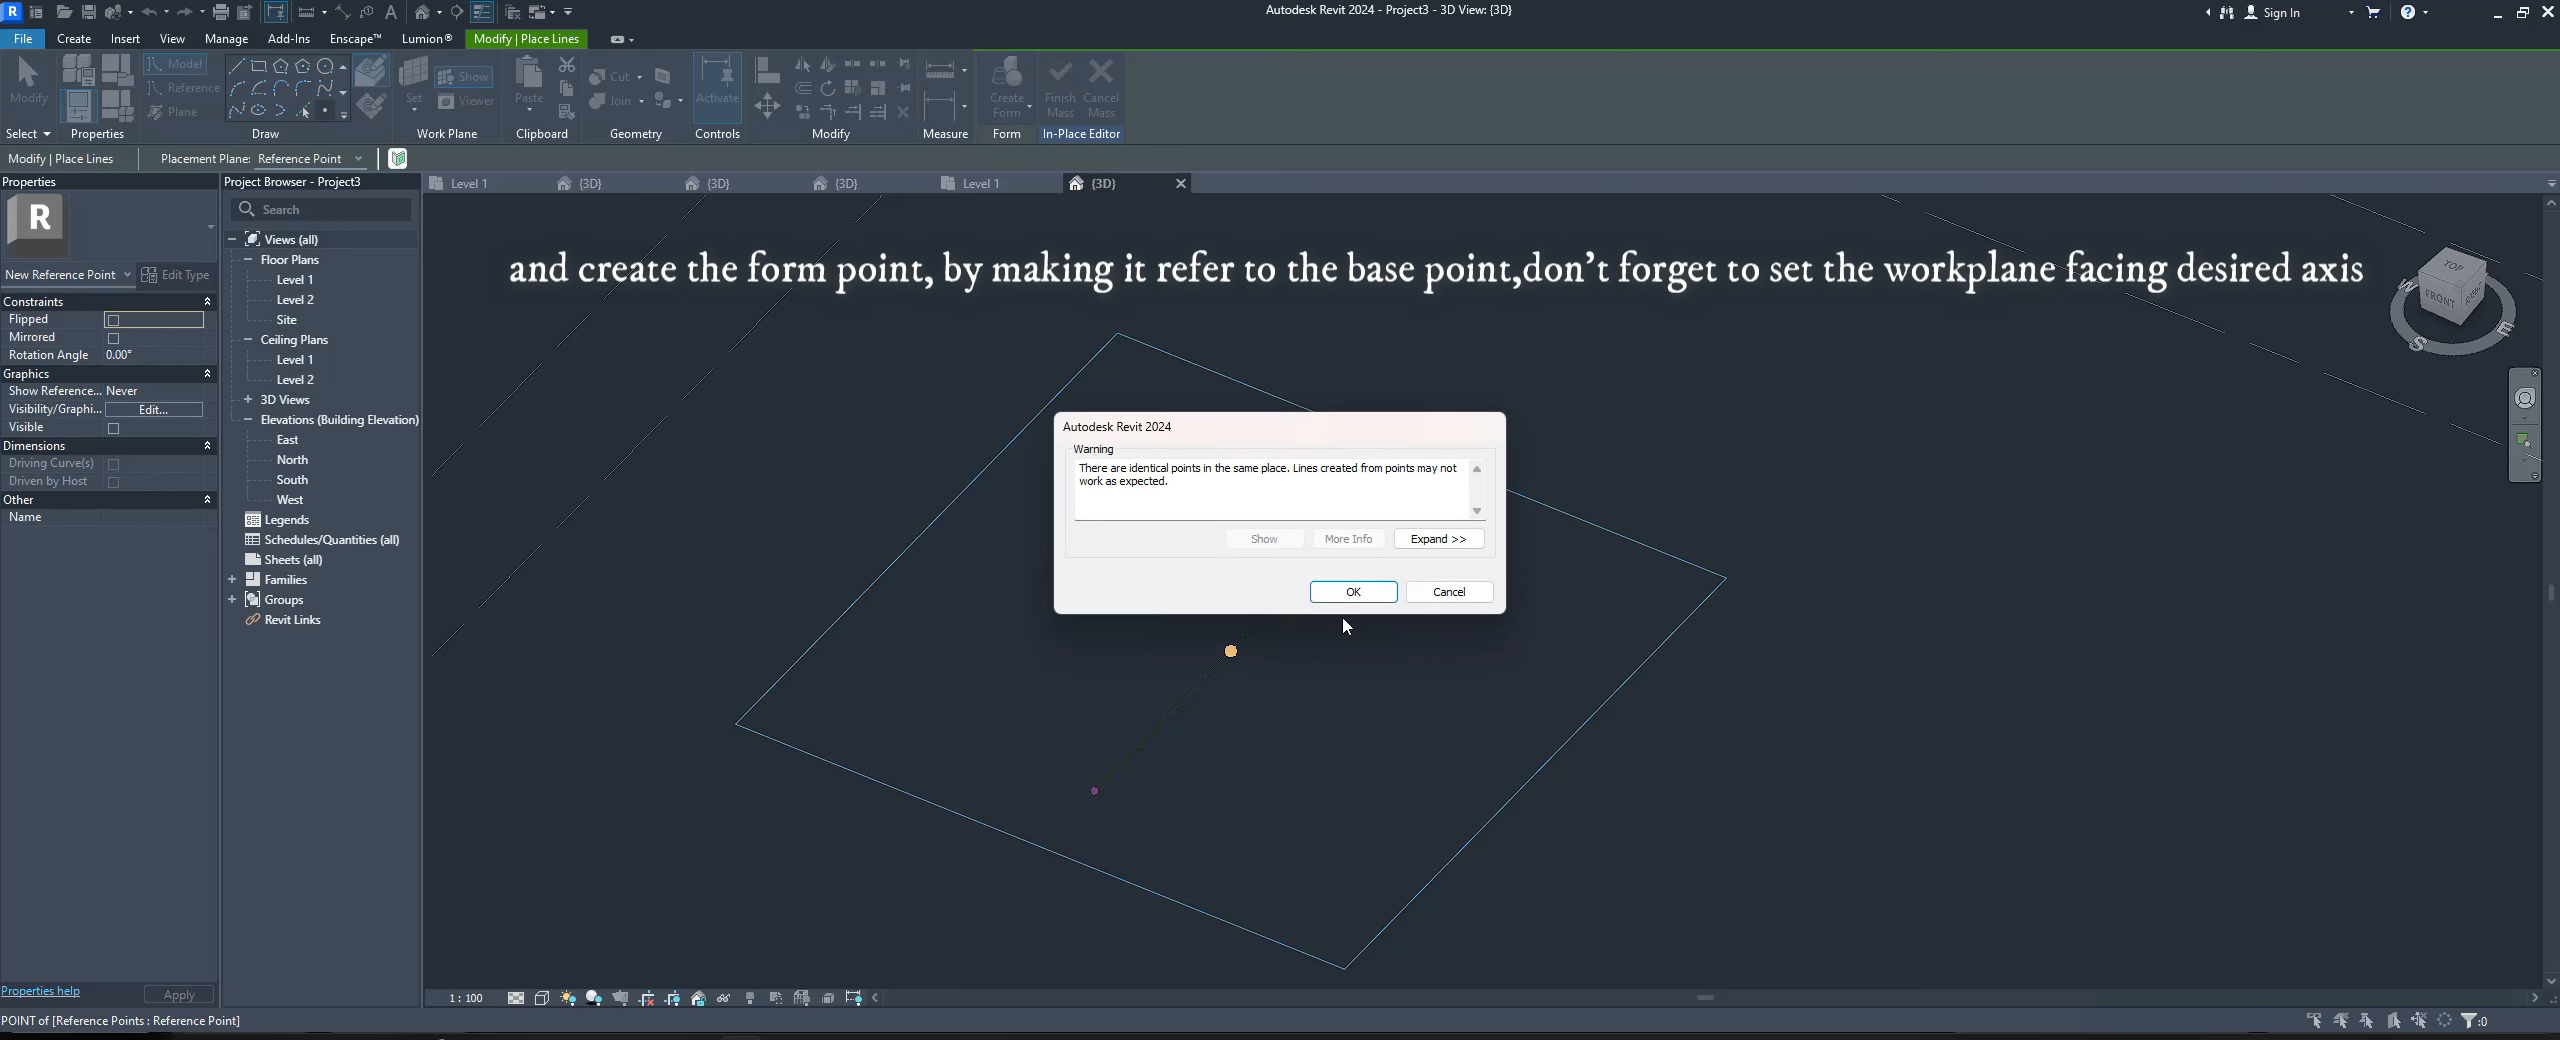 Autodesk Revit 2024 - Project3 - 3D View: {3D}
Sign In
File Create Insert View Manage Add-Ins Enscape™ Lumion® Modify | Place Lines
Modify
Model
Reference
Plane
Set
Show
Viewer
Paste
Cut
Join
Activate
Create Form
Finish Mass
Cancel Mass
Select Properties Draw Work Plane Clipboard Geometry Controls Modify Measure Form In-Place Editor
Modify | Place Lines Placement Plane: Reference Point
Properties
R
New Reference Point Edit Type
Constraints
Flipped
Mirrored
Rotation Angle 0.00°
Graphics
Show Reference... Never
Visibility/Graphi... Edit...
Visible
Dimensions
Driving Curve(s)
Driven by Host
Other
Name
Properties help Apply
Project Browser - Project3
Search
Views (all)
Floor Plans
Level 1
Level 2
Site
Ceiling Plans
Level 1
Level 2
3D Views
Elevations (Building Elevation)
East
North
South
West
Legends
Schedules/Quantities (all)
Sheets (all)
Families
Groups
Revit Links
Level 1 {3D} {3D} {3D} Level 1 {3D}
and create the form point, by making it refer to the base point,don't forget to set the workplane facing desired axis
TOP
FRONT
W
S
E
Autodesk Revit 2024
Warning
There are identical points in the same place. Lines created from points may not
work as expected.
Show More Info Expand >>
OK Cancel
1 : 100
POINT of [Reference Points : Reference Point]
:0